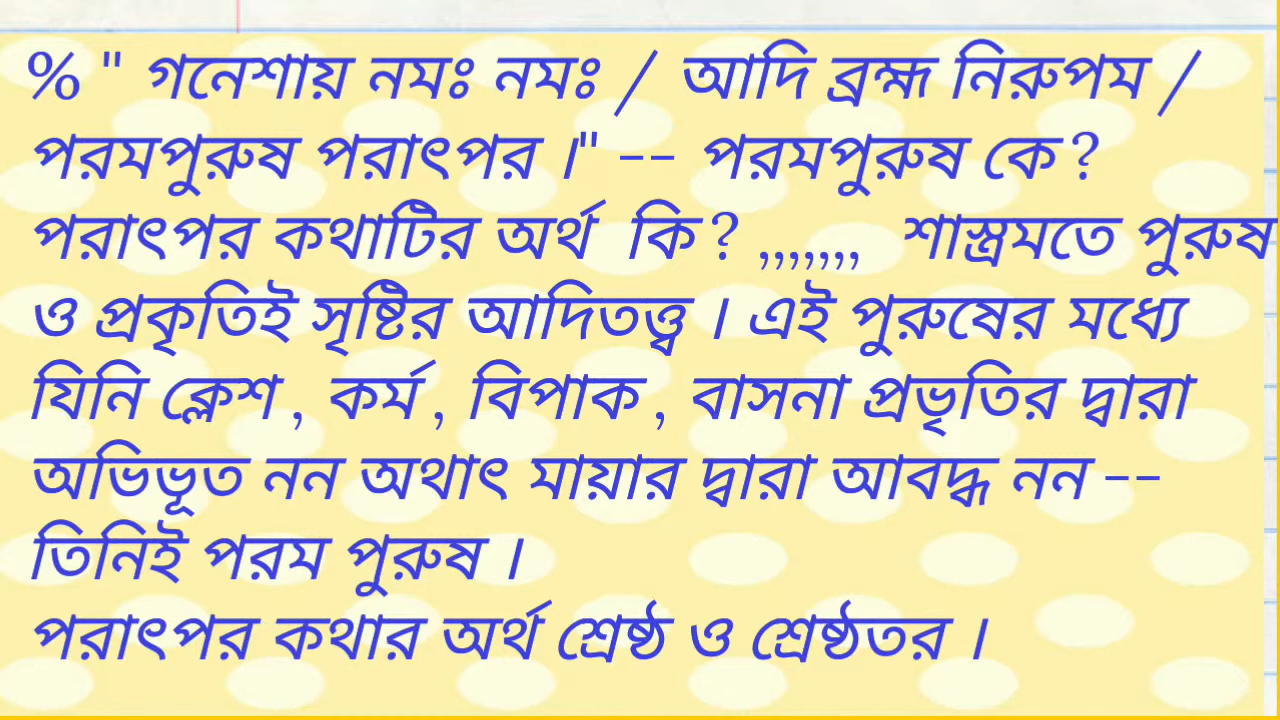 % " গনেশায় নমঃ নমঃ / আদি ব্রহ্ম নিরুপম /
পরমপুরুষ পরাৎপর ।" -- পরমপুরুষ কে ?
পরাৎপর কথাটির অর্থ কি ? ,,,,,,, শাস্ত্রমতে পুরুষ
ও প্রকৃতিই সৃষ্টির আদিতত্ত্ব । এই পুরুষের মধ্যে
যিনি ক্লেশ , কর্ম , বিপাক , বাসনা প্রভৃতির দ্বারা
অভিভূত নন অথাৎ মায়ার দ্বারা আবদ্ধ নন --
তিনিই পরম পুরুষ ।
পরাৎপর কথার অর্থ শ্রেষ্ঠ ও শ্রেষ্ঠতর ।